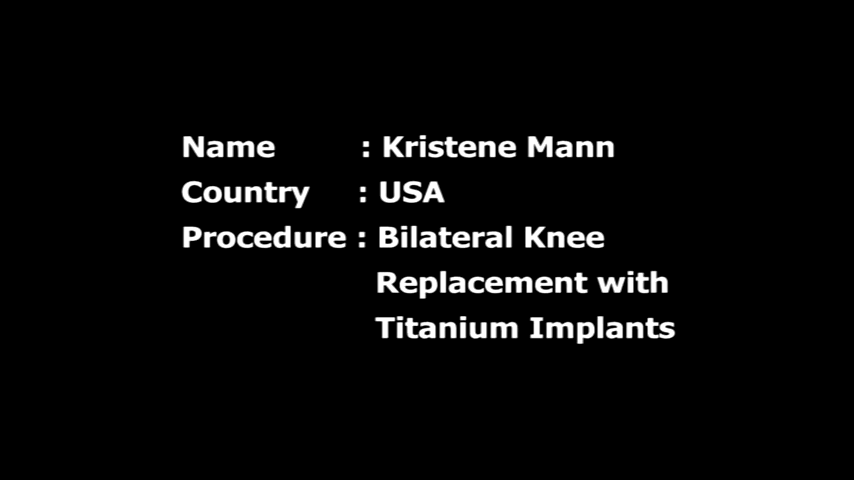 Name : Kristene Mann
Country : USA
Procedure : Bilateral Knee
Replacement with
Titanium Implants